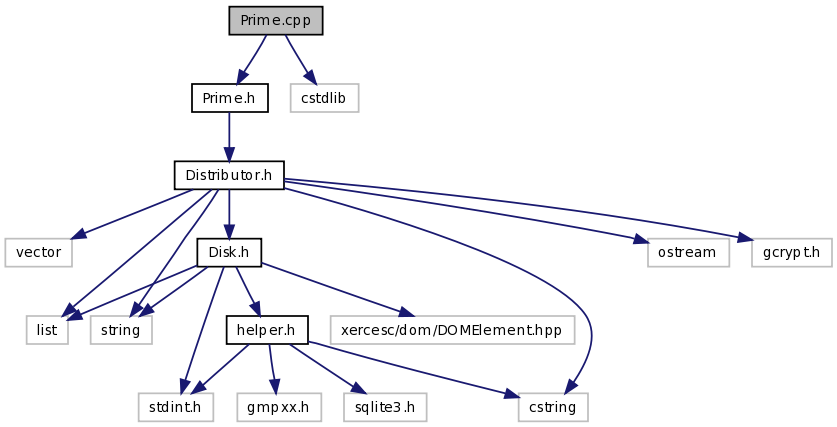 Prime.cpp
Prime.h
cstdlib
Distributor.h
vector
Disk.h
ostream
gcrypt.h
list
string
helper.h
xercesc/dom/DOMElement.hpp
stdint.h
gmpxx.h
sqlite3.h
cstring